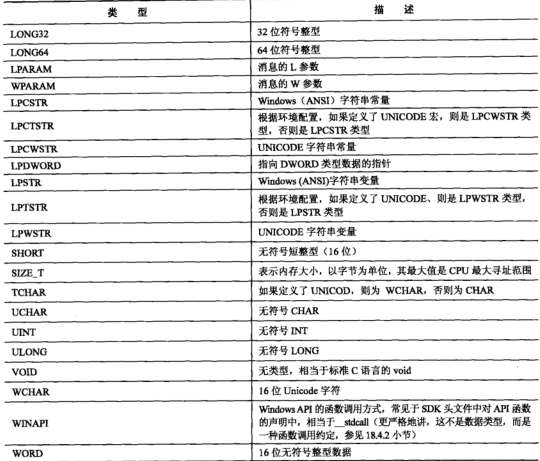 类 型 描 述
LONG32 32 位符号整型
LONG64 64 位符号整型
LPARAM 消息的 L 参数
WPARAM 消息的 W 参数
LPCSTR Windows（ANSI）字符串常量
LPCTSTR 根据环境配置，如果定义了 UNICODE 宏，则是 LPCWSTR 类
型，否则是 LPCSTR 类型
LPCWSTR UNICODE 字符串常量
LPDWORD 指向 DWORD 类型数据的指针
LPSTR Windows (ANSI)字符串变量
LPTSTR 根据环境配置，如果定义了 UNICODE、则是 LPWSTR 类型，
否则是 LPSTR 类型
LPWSTR UNICODE 字符串变量
SHORT 无符号短整型（16 位）
SIZE_T 表示内存大小，以字节为单位，其最大值是 CPU 最大寻址范围
TCHAR 如果定义了 UNICOD，则为 WCHAR，否则为 CHAR
UCHAR 无符号 CHAR
UINT 无符号 INT
ULONG 无符号 LONG
VOID 无类型，相当于标准 C 语言的 void
WCHAR 16 位 Unicode 字符
WINAPI Windows API 的函数调用方式，常见于 SDK 头文件中对 API 函数
的声明中，相当于__stdcall（更严格地讲，这不是数据类型，而是
一种函数调用约定，参见 18.4.2 小节）
WORD 16 位无符号整型数据